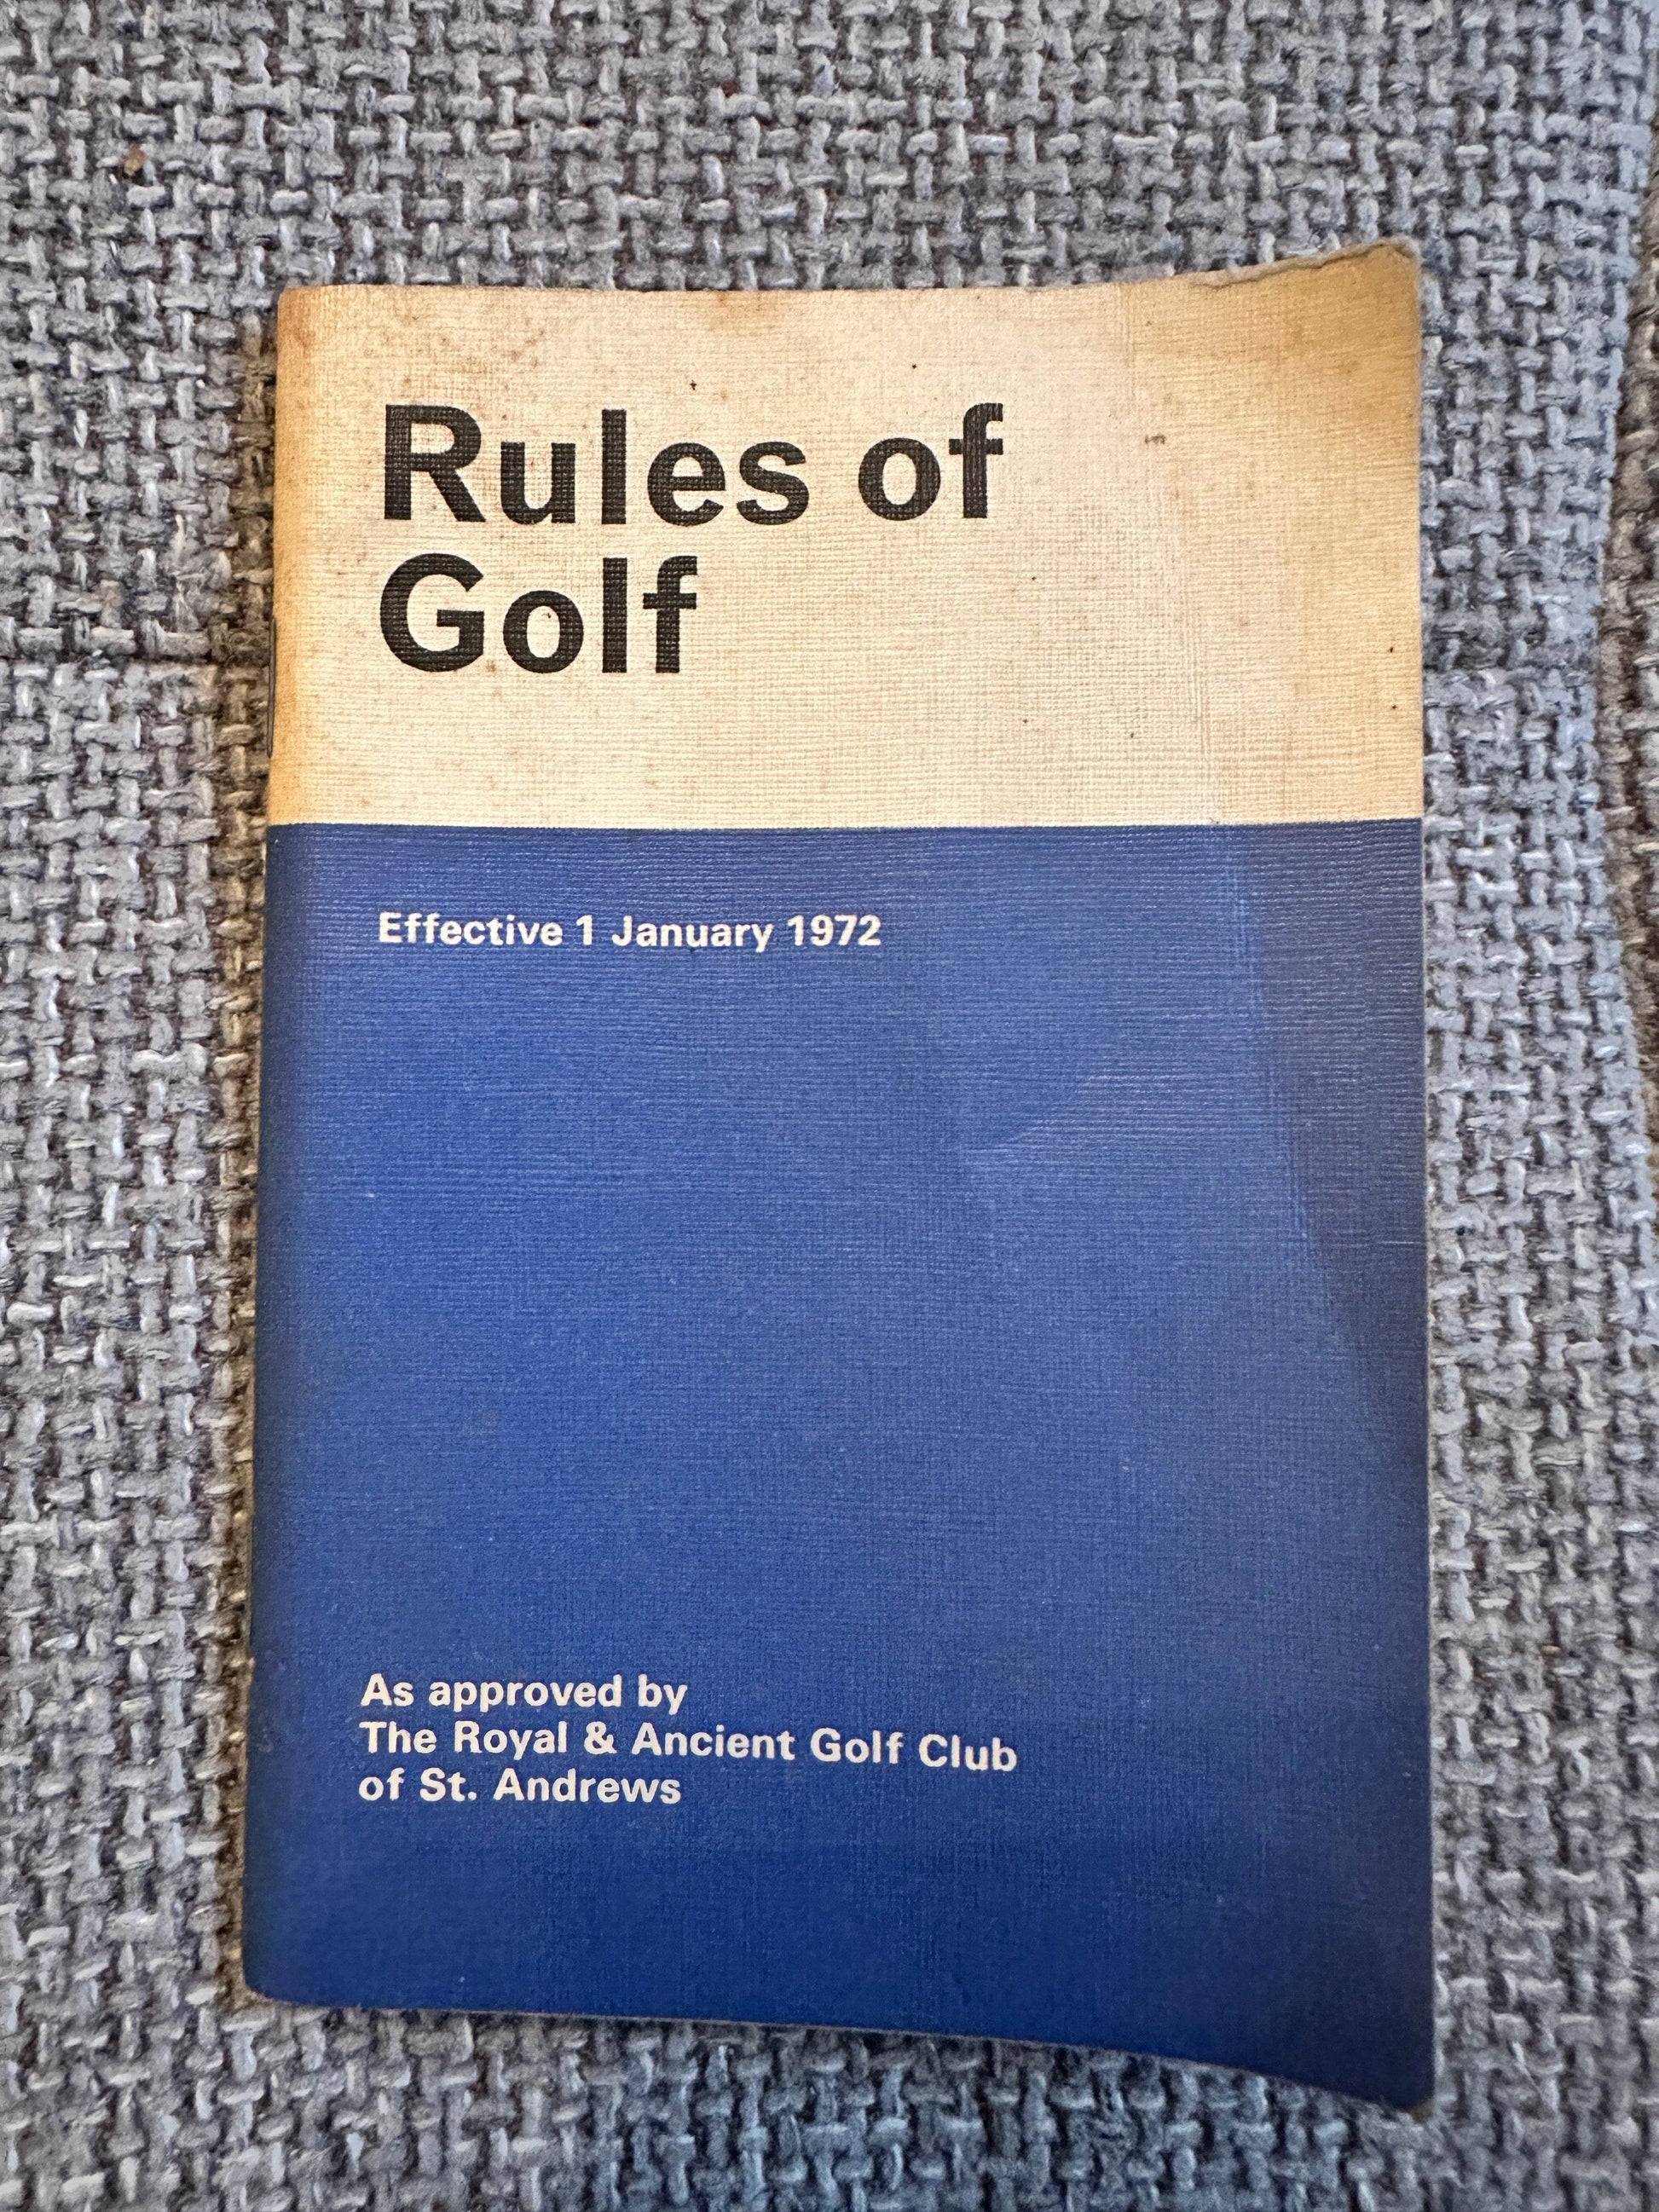 Rules of
Golf
Effective 1 January 1972
As approved by
The Royal & Ancient Golf Club
of St. Andrews